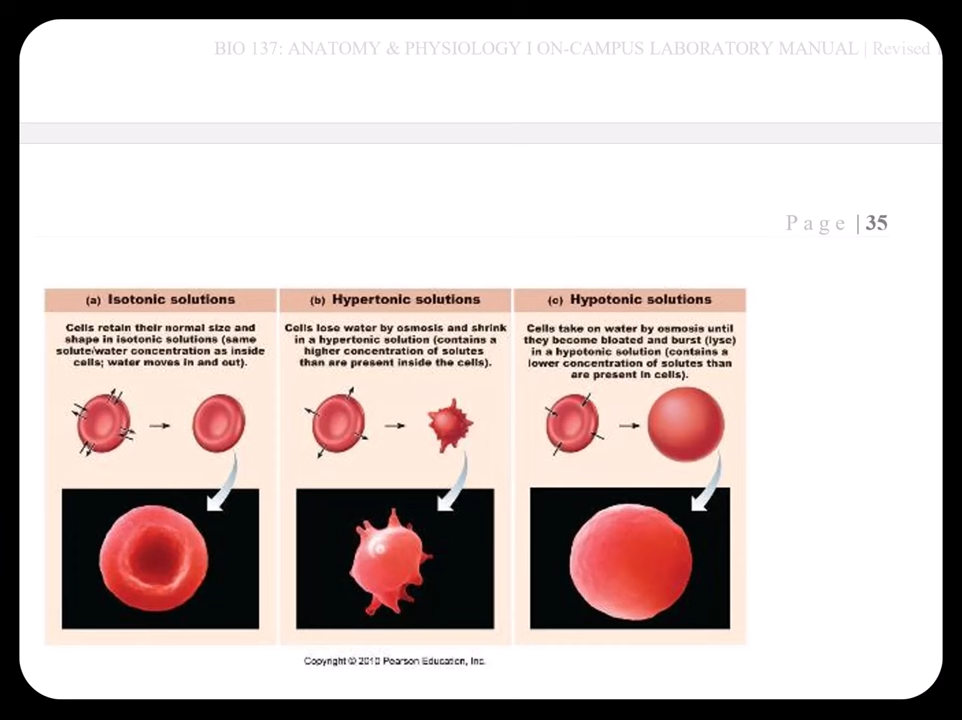 BIO 137: ANATOMY & PHYSIOLOGY I ON-CAMPUS LABORATORY MANUAL | Revised
Page | 35
(a) Isotonic solutions
Cells retain their normal size and
shape in isotonic solutions (same
solute/water concentration as inside
cells; water moves in and out).
(b) Hypertonic solutions
Cells lose water by osmosis and shrink
in a hypertonic solution (contains a
higher concentration of solutes
than are present inside the cells).
(c) Hypotonic solutions
Cells take on water by osmosis until
they become bloated and burst (lyse)
in a hypotonic solution (contains a
lower concentration of solutes than
are present in cells).
Copyright © 2010 Pearson Education, Inc.